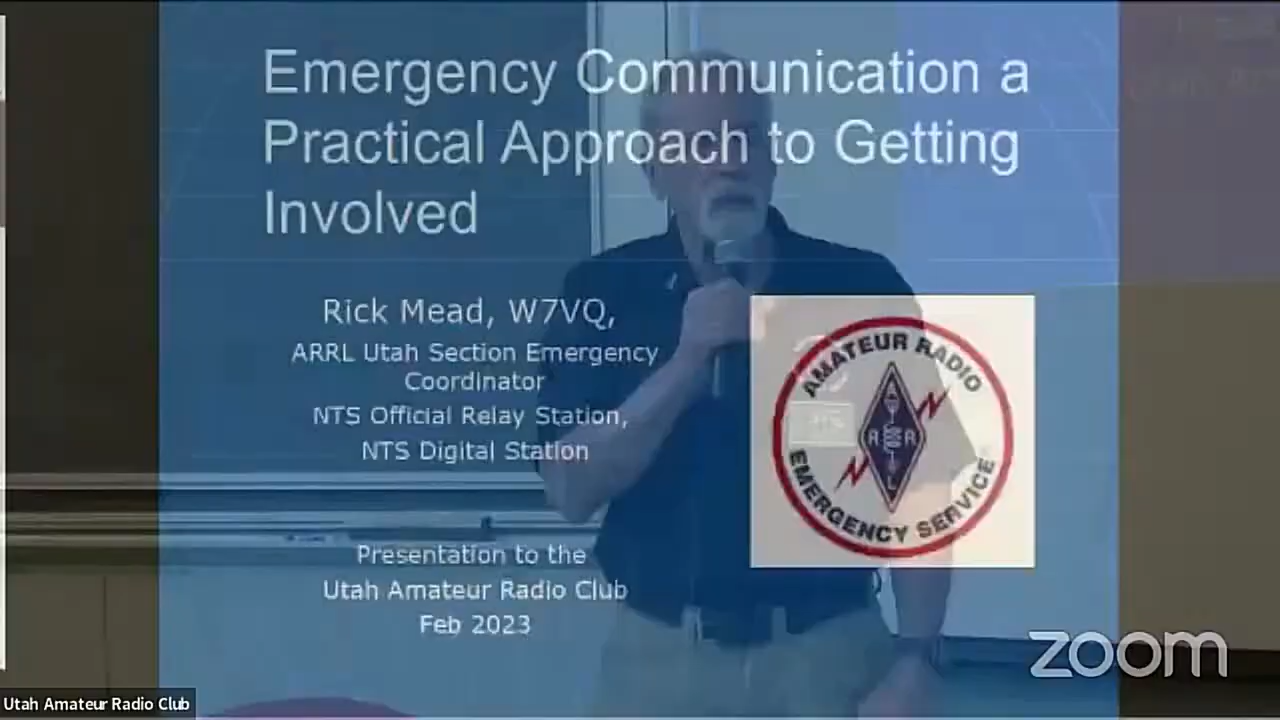 Emergency Communication a
Practical Approach to Getting
Involved
Rick Mead, W7VQ,
ARRL Utah Section Emergency
Coordinator
NTS Official Relay Station,
NTS Digital Station
AMATEUR RADIO
A
R R
L
EMERGENCY SERVICE
Presentation to the
Utah Amateur Radio Club
Feb 2023
zoom
Utah Amateur Radio Club